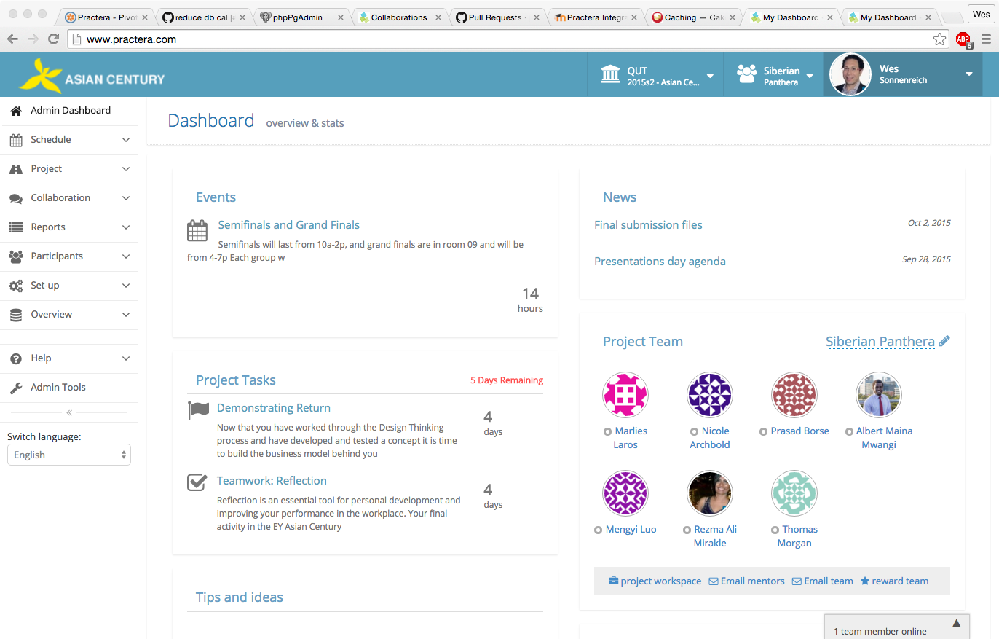 Practera - Pivot
reduce db call[
phpPgAdmin
Collaborations
Pull Requests ·
Practera Integra
Caching — Cak
My Dashboard
My Dashboard
Wes
www.practera.com
ABP
6
ASIAN CENTURY
QUT
2015s2 - Asian Ce...
Siberian
Panthera
Wes
Sonnenreich
Admin Dashboard
Schedule
Project
Collaboration
Reports
Participants
Set-up
Overview
Help
Admin Tools
«
Switch language:
English
Dashboard overview & stats
Events
Semifinals and Grand Finals
Semifinals will last from 10a-2p, and grand finals are in room 09 and will be
from 4-7p Each group w
14
hours
Project Tasks
5 Days Remaining
Demonstrating Return
Now that you have worked through the Design Thinking
process and have developed and tested a concept it is time
to build the business model behind you
4
days
Teamwork: Reflection
Reflection is an essential tool for personal development and
improving your performance in the workplace. Your final
activity in the EY Asian Century
4
days
Tips and ideas
News
Final submission files
Oct 2, 2015
Presentations day agenda
Sep 28, 2015
Project Team
Siberian Panthera
Marlies
Laros
Nicole
Archbold
Prasad Borse
Albert Maina
Mwangi
Mengyi Luo
Rezma Ali
Mirakle
Thomas
Morgan
project workspace Email mentors Email team reward team
1 team member online